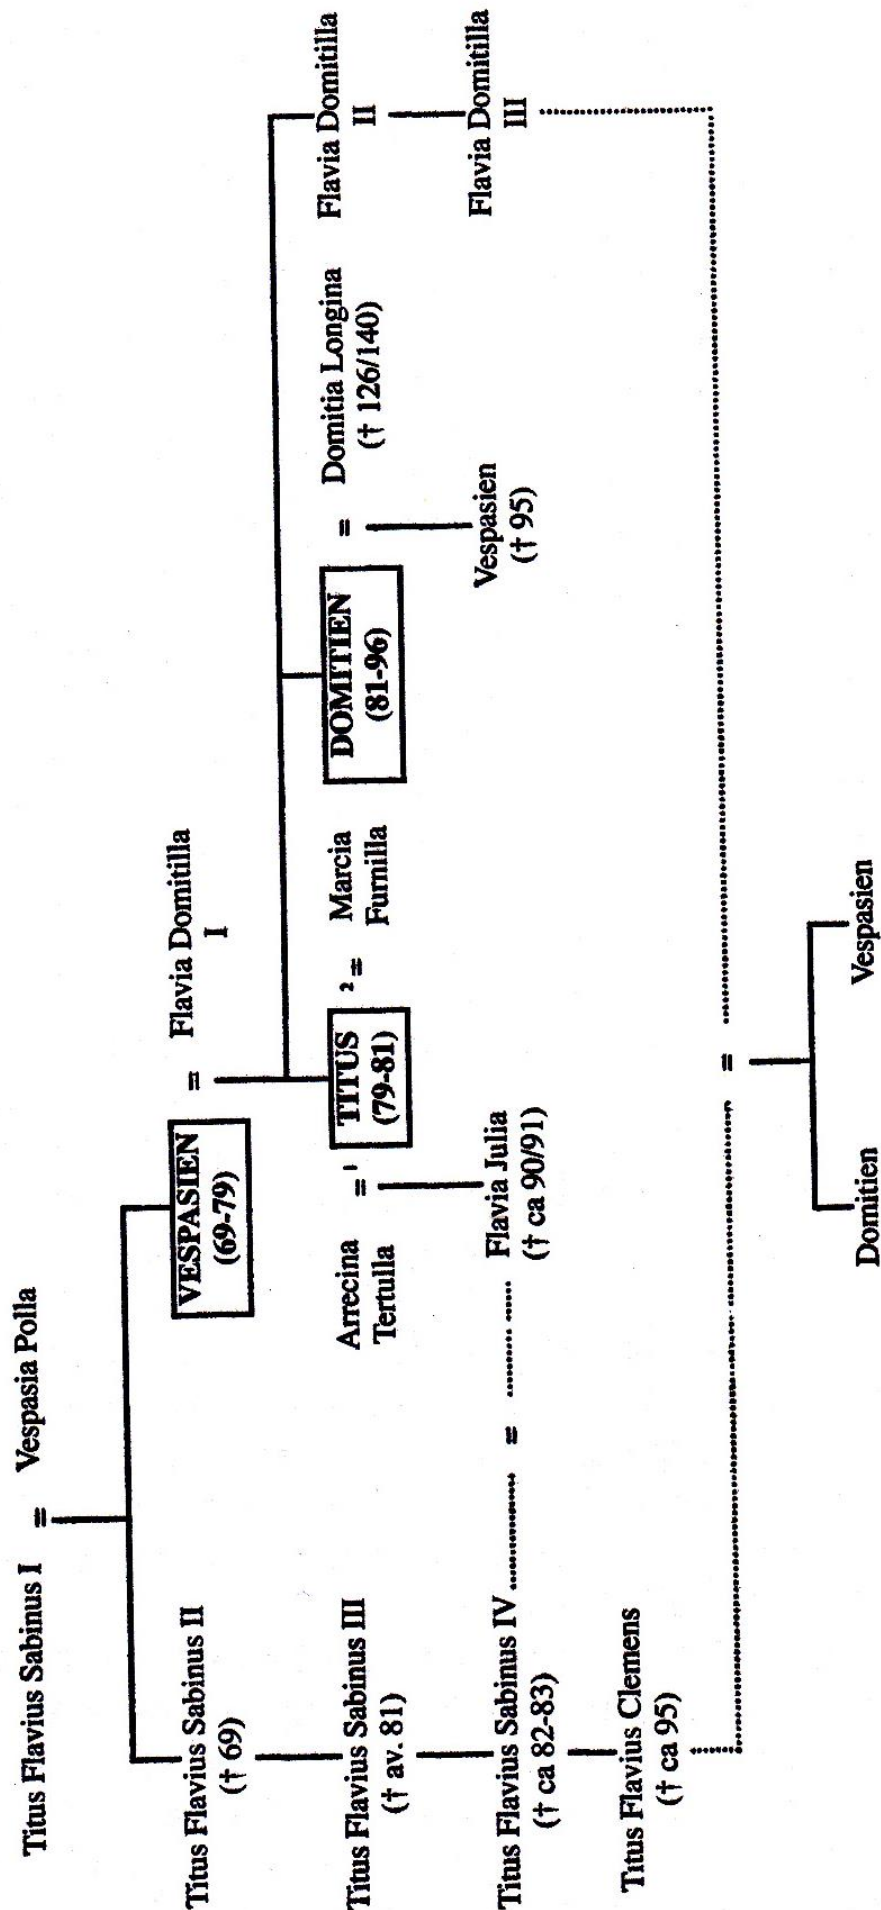 Titus Flavius Sabinus I = Vespasia Polla
Titus Flavius Sabinus II
(† 69)
VESPASIEN
(69-79)
=
Flavia Domitilla
I
Titus Flavius Sabinus III
(† av. 81)
Arrecina
Tertulla
= 1
TITUS
(79-81)
2 =
Marcia
Furnilla
DOMITIEN
(81-96)
=
Domitia Longina
(† 126/140)
Flavia Domitilla
II
Titus Flavius Sabinus IV
(† ca 82-83)
=
Flavia Julia
(† ca 90/91)
Vespasien
(† 95)
Flavia Domitilla
III
Titus Flavius Clemens
(† ca 95)
=
Domitien
Vespasien